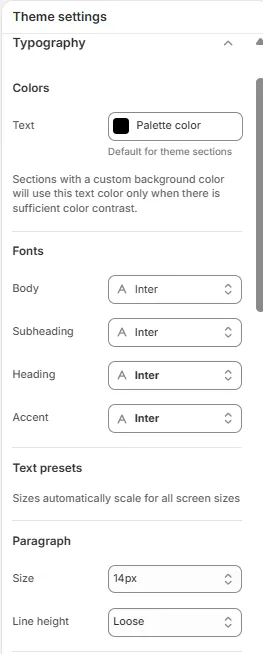 Theme settings
Typography
Colors
Text
Palette color
Default for theme sections
Sections with a custom background color
will use this text color only when there is
sufficient color contrast.
Fonts
Body
Inter
Subheading
Inter
Heading
Inter
Accent
Inter
Text presets
Sizes automatically scale for all screen sizes
Paragraph
Size
14px
Line height
Loose